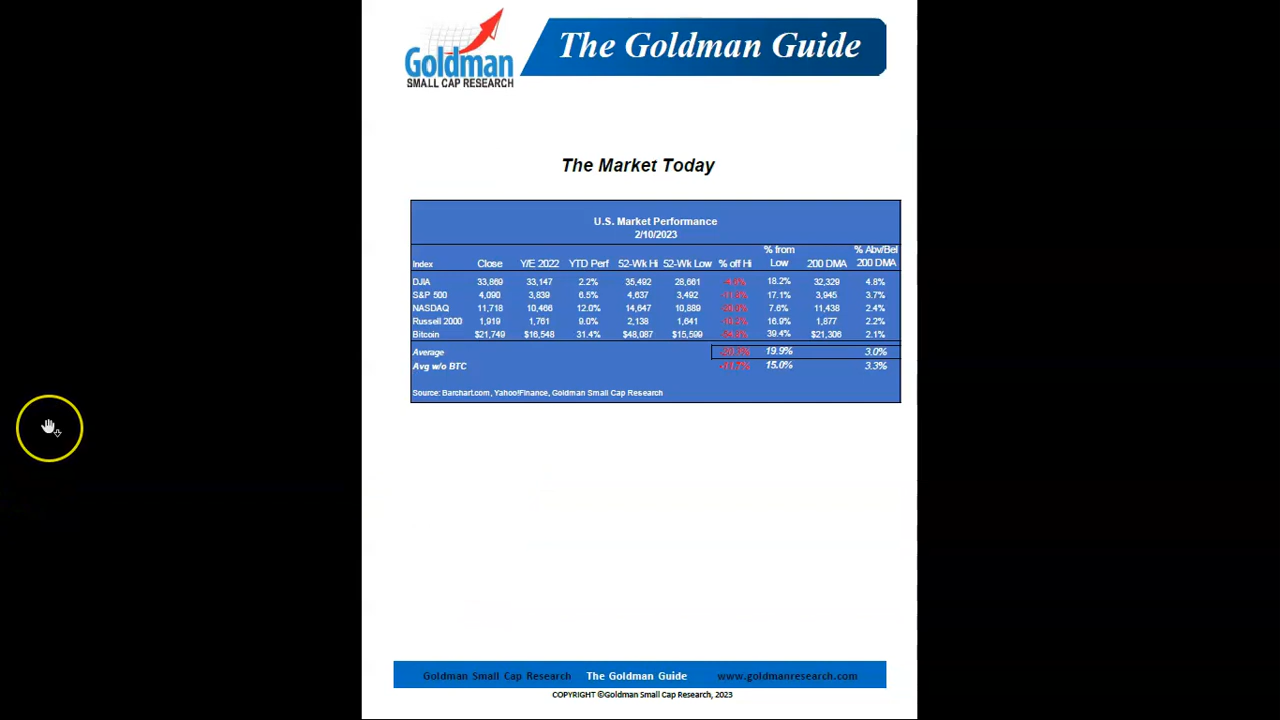 Goldman
SMALL CAP RESEARCH
The Goldman Guide
The Market Today
U.S. Market Performance
2/10/2023
Index Close Y/E 2022 YTD Perf 52-Wk Hi 52-Wk Low % off Hi % from Low 200 DMA % Abv/Bel 200 DMA
DJIA 33,869 33,147 2.2% 35,492 28,661 18.2% 32,329 4.8%
S&P 500 4,090 3,839 6.5% 4,637 3,492 17.1% 3,945 3.7%
NASDAQ 11,718 10,466 12.0% 14,647 10,889 7.6% 11,438 2.4%
Russell 2000 1,919 1,761 9.0% 2,138 1,641 16.9% 1,877 2.2%
Bitcoin $21,749 $16,548 31.4% $48,087 $15,599 39.4% $21,306 2.1%
Average 19.9% 3.0%
Avg w/o BTC 15.0% 3.3%
Source: Barchart.com, Yahoo!Finance, Goldman Small Cap Research
Goldman Small Cap Research The Goldman Guide www.goldmanresearch.com
COPYRIGHT ©Goldman Small Cap Research, 2023